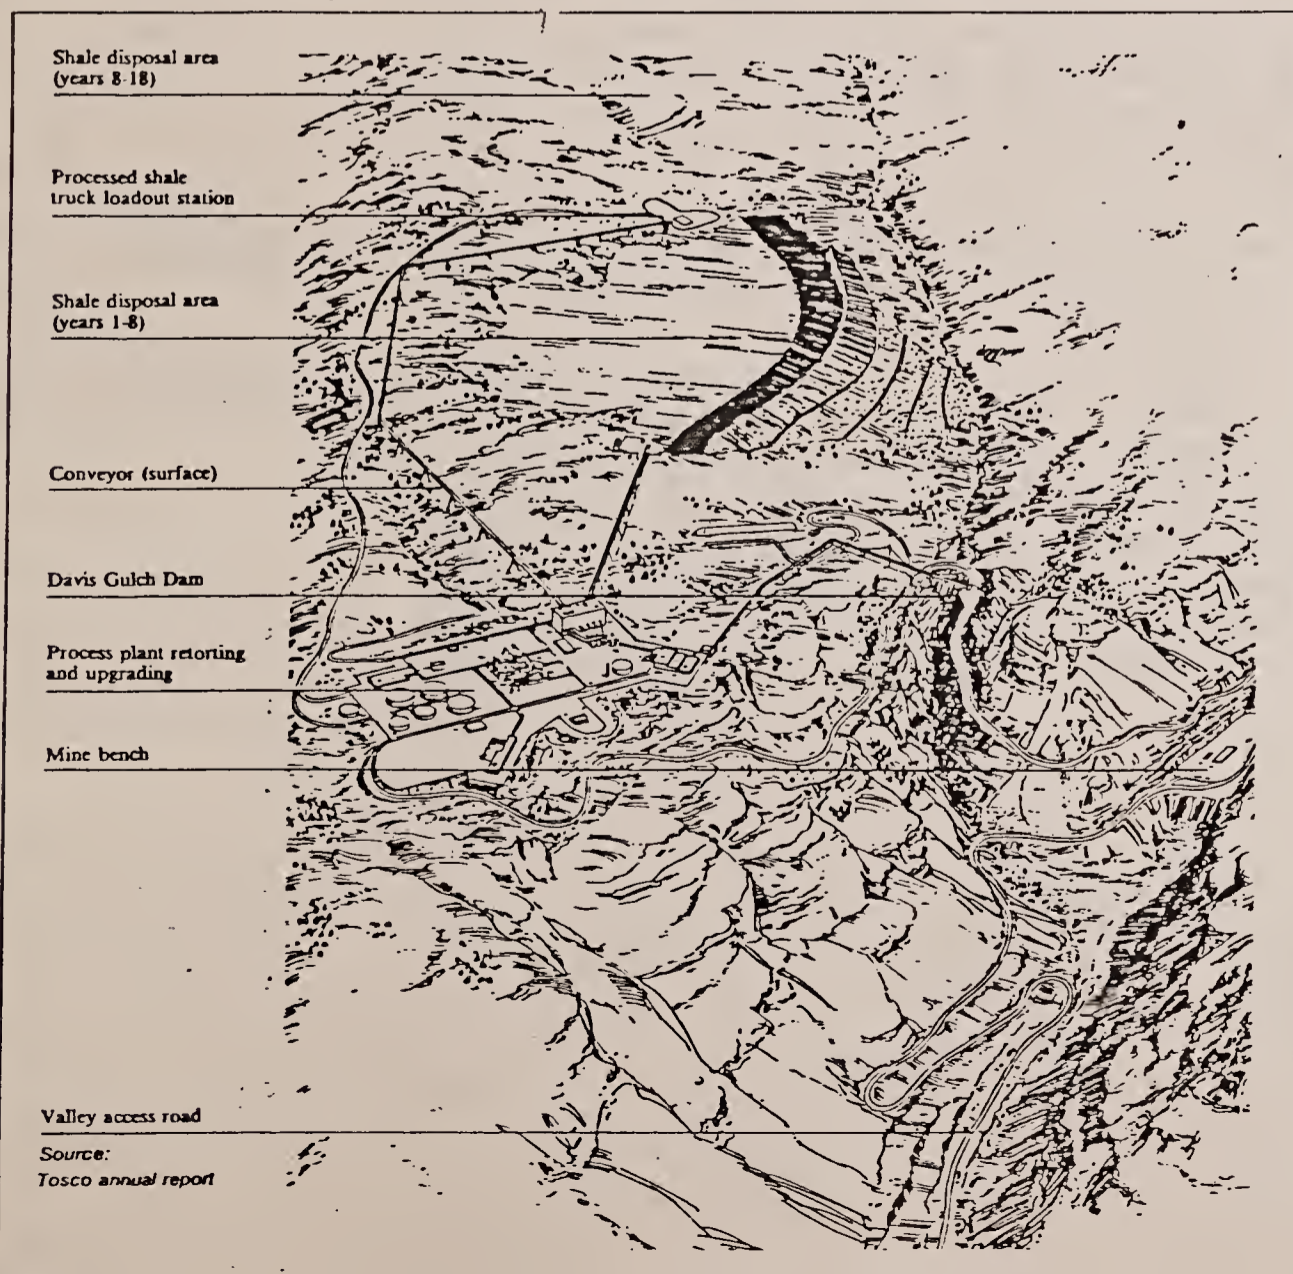 Shale disposal area
(years 8-18)
Processed shale
truck loadout station
Shale disposal area
(years 1-8)
Conveyor (surface)
Davis Gulch Dam
Process plant retorting
and upgrading
Mine bench
Valley access road
Source:
Tosco annual report